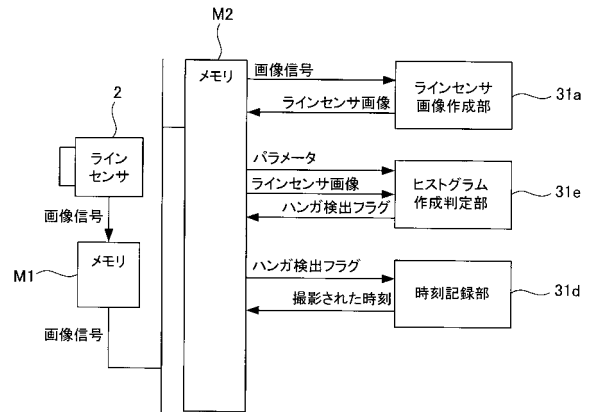 M2
メモリ
画像信号
ラインセンサ画像
ラインセンサ
画像作成部
31a
2
ライン
センサ
画像信号
M1
メモリ
画像信号
パラメータ
ラインセンサ画像
ハンガ検出フラグ
ヒストグラム
作成判定部
31e
ハンガ検出フラグ
撮影された時刻
時刻記録部
31d